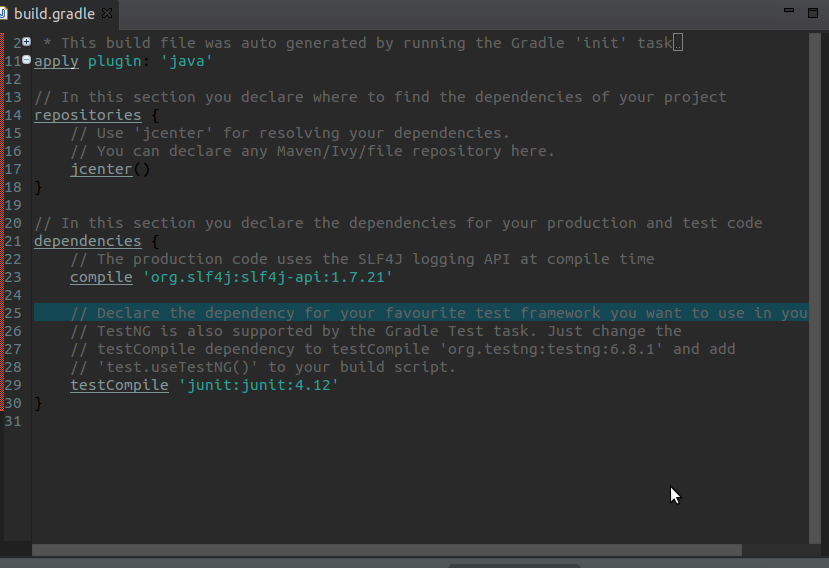 build.gradle
2 * This build file was auto generated by running the Gradle 'init' task
11 apply plugin: 'java'
12
13 // In this section you declare where to find the dependencies of your project
14 repositories {
15 // Use 'jcenter' for resolving your dependencies.
16 // You can declare any Maven/Ivy/file repository here.
17 jcenter()
18 }
19
20 // In this section you declare the dependencies for your production and test code
21 dependencies {
22 // The production code uses the SLF4J logging API at compile time
23 compile 'org.slf4j:slf4j-api:1.7.21'
24
25 // Declare the dependency for your favourite test framework you want to use in you
26 // TestNG is also supported by the Gradle Test task. Just change the
27 // testCompile dependency to testCompile 'org.testng:testng:6.8.1' and add
28 // 'test.useTestNG()' to your build script.
29 testCompile 'junit:junit:4.12'
30 }
31